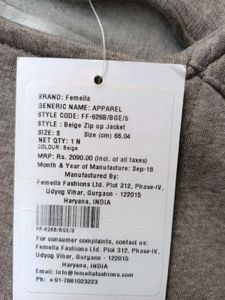 BRAND: Femella
GENERIC NAME: APPAREL
STYLE CODE: FF-626B/BGE/S
STYLE : Beige Zip up Jacket
SIZE: S Size (cm) 66.04
NET QTY: 1 N
COLOUR: Beige
MRP: Rs. 2090.00 (Incl. of all taxes)
Month & Year of Manufacture: Sep-18
Manufactured By:
Femella Fashions Ltd. Plot 312, Phase-IV,
Udyog Vihar, Gurgaon - 122015
Haryana, INDIA
FF-626B/BGE/S
For consumer complaints, contact us:
Femella Fashions Ltd. Plot 312, Phase-IV,
Udyog Vihar, Gurgaon - 122015
Haryana, INDIA
Email @ info@femellafashions.com
Ph: +91-7861023223